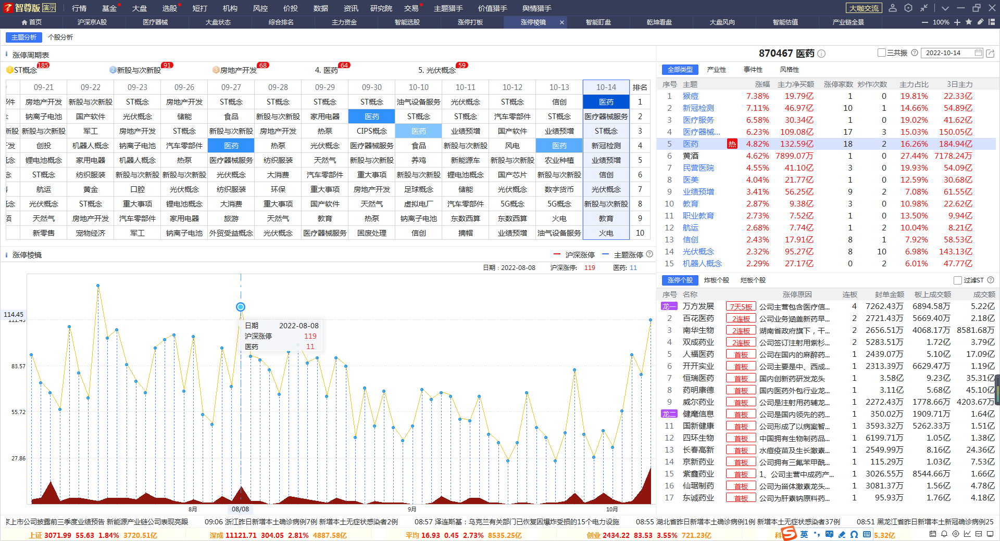 智尊版 演示 行情 基金 大盘 选股 短打 机构 风控 价投 数据 资讯 研究院 交易 主题猎手 价值猎手 舆情猎手 大咖交流
首页 沪深京A股 医疗器械 大盘状态 综合排名 主力资金 智能选股 涨停打板 涨停棱镜 × 智能盯盘 乾坤看盘 大盘风向 智能估值 产业链全景 100%
主题分析 个股分析
涨停周期表
1 ST概念 185 2 新股与次新股 91 3 房地产开发 68 4. 医药 64 5. 光伏概念 59
09-21 09-22 09-23 09-26 09-27 09-28 09-29 09-30 10-10 10-11 10-12 10-13 10-14 排名
件 房地产开发 新股与次新股 ST概念 房地产开发 ST概念 ST概念 ST概念 ST概念 油气设备服务 光伏概念 ST概念 信创 医药 1
钠离子电池 国产软件 光伏概念 储能 食品 新股与次新股 家用电器 医药 ST概念 ST概念 汽车零部件 ST概念 医疗器械服务 2
新股 新股与次新股 军工 房地产开发 ST概念 新股与次新股 房地产开发 热泵 CIPS概念 医药 业绩预增 国产软件 业绩预增 ST概念 3
发 创投 机器人概念 钠离子电池 汽车零部件 医药 热泵 光伏概念 医疗器械服务 食品 新股与次新股 风电 医药 新冠检测 4
念 锂电池概念 家用电器 机器人概念 热泵 医疗器械服务 纺织服装 天然气 新股与次新股 养鸡 新能源车 新股与次新股 农业种植 业绩预增 5
ST概念 纺织服装 新股与次新股 新股与次新股 光伏概念 大消费 汽车零部件 重大事项 新股与次新股 锂电池概念 国产芯片 新股与次新股 信创 6
航运 黄金 口腔 光伏概念 纺织服装 环保 重大事项 房地产开发 足球概念 储能 光伏概念 数字货币 光伏概念 7
念 光伏概念 ST概念 重大事项 锂电池概念 大消费 重大事项 国产软件 天然气 虚拟电厂 汽车零部件 5G概念 5G概念 新股与次新股 8
项 天然气 房地产开发 汽车零部件 家用电器 旅游 天然气 教育 热泵 钠离子电池 东数西算 东数西算 火电 教育 9
新零售 宠物经济 军工 钠离子电池 外贸受益概念 光伏概念 医疗器械服务 固废处理 信创 摘帽 业绩预增 油气设备服务 火电 10
涨停棱镜 沪深涨停 主题涨停
日期：2022-08-08 沪深涨停: 119 医药: 11
114.45
111.43
83.57
55.72
27.86
日期 2022-08-08
沪深涨停 119
医药 11
8月 08/08 9月 10月
870467 医药 三共振 2022-10-14
全部类型 产业性 事件性 风格性
序号 主题 涨幅 主力净买额 涨停家数 炒作次数 主力占比 3日主力
1 猴痘 7.38% 19.79亿 1 0 19.81% 22.33亿
2 新冠检测 7.11% 46.97亿 10 1 14.66% 54.89亿
3 医疗服务 6.58% 30.34亿 1 0 19.02% 41.62亿
4 医疗器械... 6.23% 109.08亿 17 3 15.03% 150.05亿
5 医药 热 4.82% 132.59亿 18 2 16.26% 184.94亿
6 黄酒 4.62% 7899.07万 1 0 27.44% 7178.24万
7 民营医院 4.55% 41.10亿 3 0 19.93% 54.09亿
8 医美 4.04% 21.77亿 1 0 12.59% 30.68亿
9 业绩预增 3.41% 56.25亿 9 2 7.08% 61.55亿
10 教育 2.87% 9.38亿 3 0 10.98% 22.62亿
11 职业教育 2.73% 7.52亿 1 0 13.50% 9.94亿
12 航运 2.68% 7.74亿 1 2 10.04% 8.21亿
13 信创 2.43% 17.91亿 8 1 7.92% 58.53亿
14 光伏概念 2.32% 95.27亿 8 10 6.98% 143.13亿
15 机器人概念 2.29% 27.17亿 0 2 6.01% 47.77亿
涨停个股 炸板个股 烂板个股 过滤ST
序号 名称 涨停原因 连板 封单金额 板上成交额 成交额
龙一 万方发展 7天5板 公司主营包含医疗信... 4 7262.43万 6894.58万 5.22亿
2 百花医药 2连板 公司业务涵盖新药早... 2 2721.43万 5669.40万 2.18亿
3 南华生物 2连板 湖南省政府旗下，干... 2 2656.51万 4068.17万 8581.68万
4 双成药业 2连板 公司签订注射用紫杉... 2 5283.51万 1.72亿 3.79亿
5 人福医药 首板 公司在国内的麻醉药... 1 2439.07万 5.10亿 17.09亿
6 开开实业 首板 公司主要是中、西成... 1 2313.39万 6629.47万 1.19亿
7 恒瑞医药 首板 国内创新药研发龙头 1 3.58亿 9.23亿 35.31亿
8 药明康德 首板 国内医药外包行业龙... 1 3.11亿 5.68亿 45.10亿
9 威尔药业 首板 公司是注射用药辅龙... 1 2272.43万 1778.66万 4203.67万
龙二 健麾信息 首板 公司是国内领先的药... 1 350.02万 1909.71万 1.64亿
11 国新健康 首板 公司形成了以病案智... 1 3593.32万 5262.33万 1.51亿
12 四环生物 首板 中国拥有生物制药品... 1 6199.71万 1.05亿 1.38亿
13 长春高新 首板 水痘疫苗及生长激素... 1 2549.99万 8.16亿 24.36亿
14 京新药业 首板 公司拥有三氟苯甲酰... 1 115.29万 1.03亿 7.53亿
15 紫鑫药业 首板 1、公司主营中成药产... 1 3026.55万 8544.66万 1.66亿
16 仙琚制药 首板 公司为甾体激素龙头... 1 3081.37万 1.56亿 4.78亿
17 东诚药业 首板 公司为肝素钠原料药... 1 95.93万 1.76亿 4.18亿
家上市公司披露前三季度业绩预告 新能源产业链公司表现亮眼 09:06 浙江昨日新增本土确诊病例7例 新增本土无症状感染者2例 08:57 泽连斯基：乌克兰有关部门已恢复因爆炸受损的15个电力设施 08:55 湖北省昨日新增本土确诊病例1例 新增本土无症状感染者37例 08:51 黑龙江省昨日新增本土新冠确诊病例25
上证 3071.99 55.63 1.84% 3720.51亿 深成 11121.71 304.05 2.81% 4887.58亿 平均 16.93 0.45 2.73% 8535.25亿 创业 2434.22 83.53 3.55% 721.23亿 科 英 5.32亿